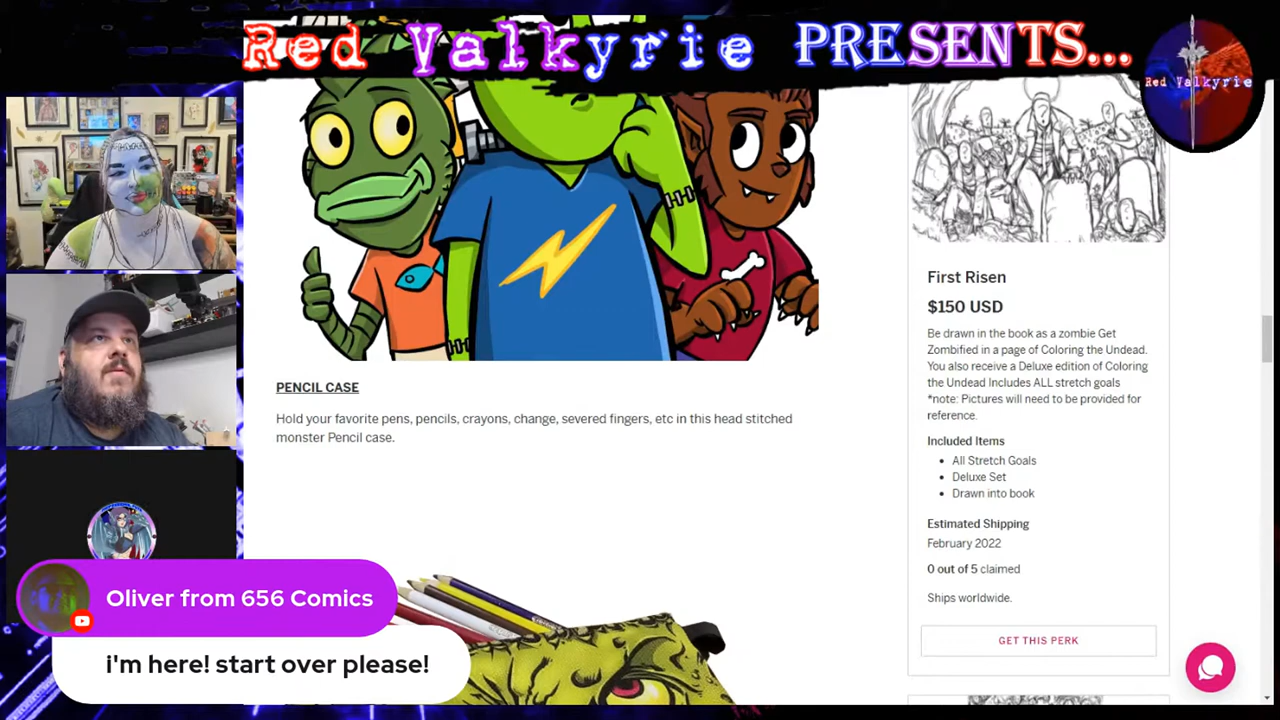 Red Valkyrie PRESENTS...
Red Valkyrie
First Risen
$150 USD
Be drawn in the book as a zombie Get
Zombified in a page of Coloring the Undead.
You also receive a Deluxe edition of Coloring
the Undead Includes ALL stretch goals
*note: Pictures will need to be provided for
reference.
Included Items
All Stretch Goals
Deluxe Set
Drawn into book
Estimated Shipping
February 2022
0 out of 5 claimed
Ships worldwide.
GET THIS PERK
PENCIL CASE
Hold your favorite pens, pencils, crayons, change, severed fingers, etc in this head stitched
monster Pencil case.
Oliver from 656 Comics
i'm here! start over please!